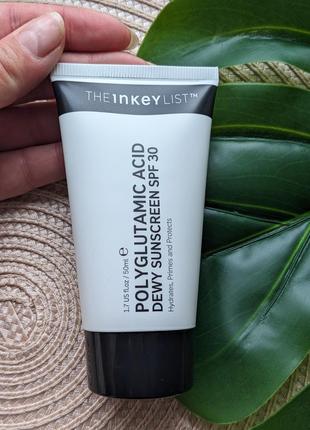 THE INKEY LIST™
POLYGLUTAMIC ACID
DEWY SUNSCREEN SPF 30
Hydrates, Primes and Protects
1.7 US fl.oz / 50ml ℮